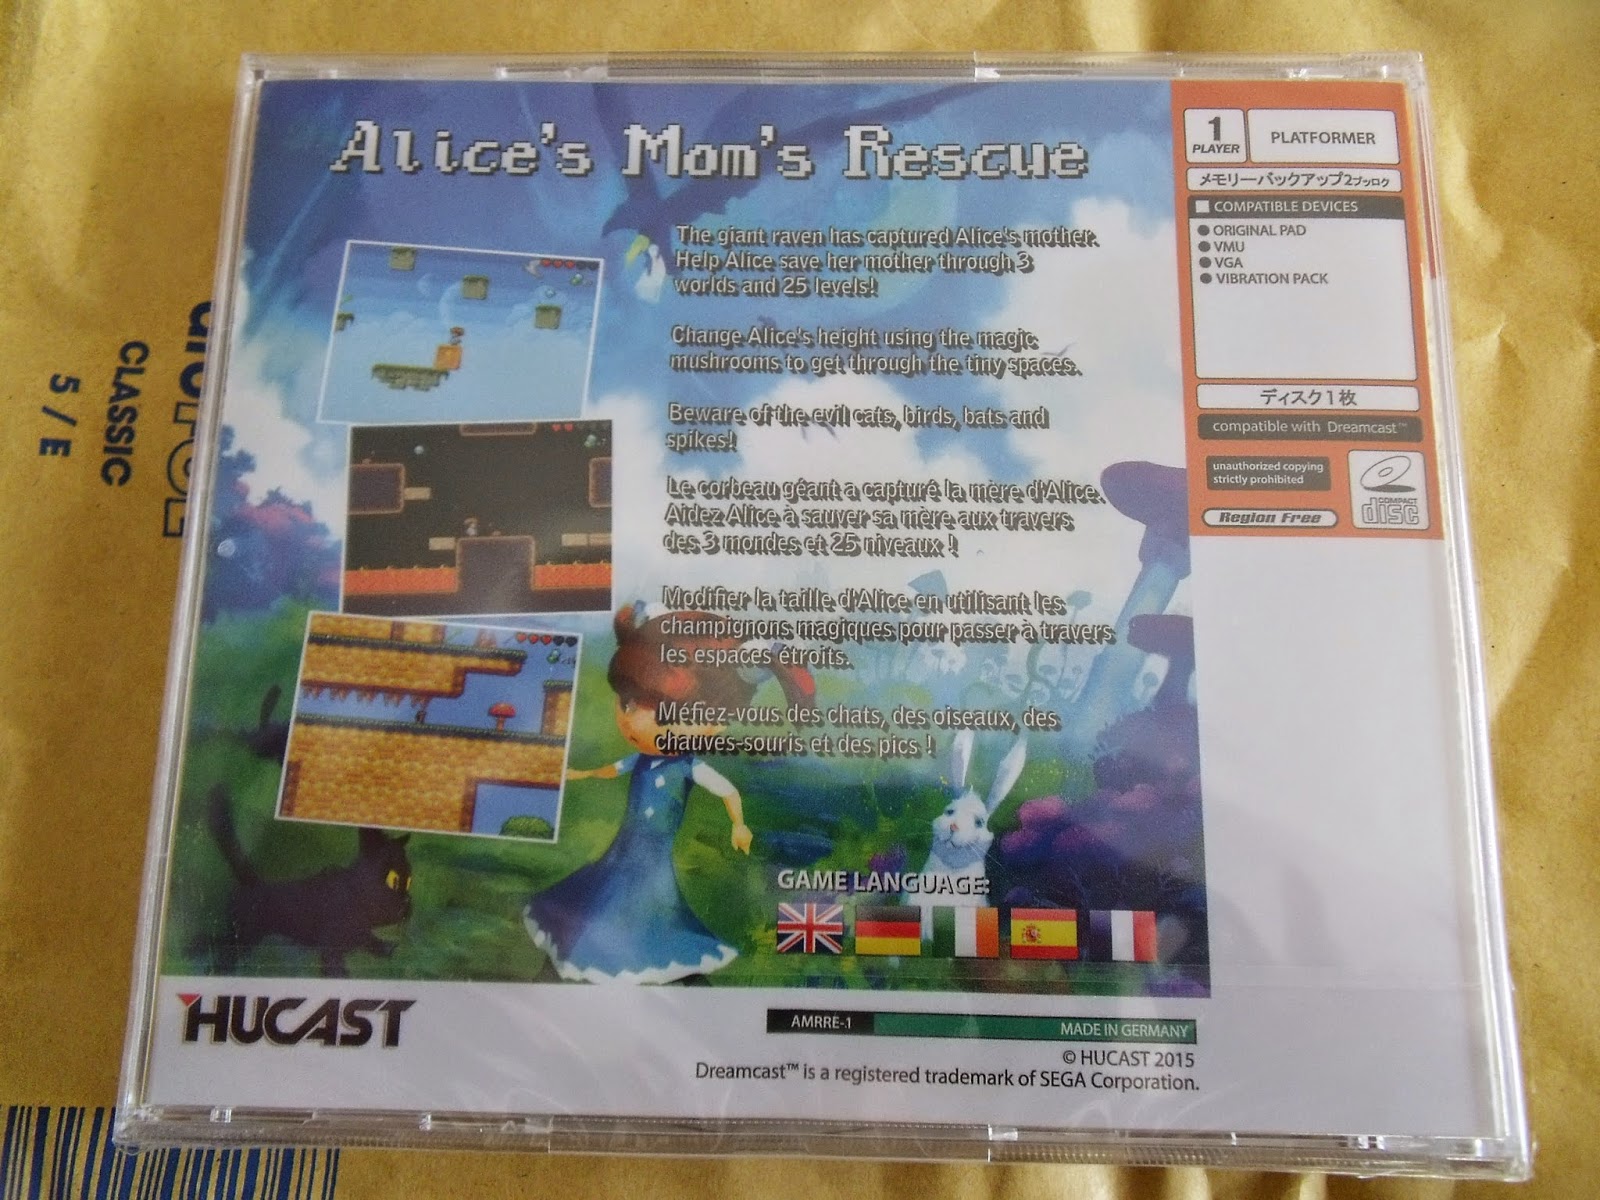 Alice's Mom's Rescue
The giant raven has captured Alice's mother.
Help Alice save her mother through 3
worlds and 25 levels!
Change Alice's height using the magic
mushrooms to get through the tiny spaces.
Beware of the evil cats, birds, bats and
spikes!
Le corbeau géant a capturé la mère d'Alice.
Aidez Alice à sauver sa mère aux travers
des 3 mondes et 25 niveaux !
Modifier la taille d'Alice en utilisant les
champignons magiques pour passer à travers
les espaces étroits.
Méfiez-vous des chats, des oiseaux, des
chauves-souris et des pics !
GAME LANGUAGE:
1
PLAYER
PLATFORMER
メモリーバックアップ2ブッロク
COMPATIBLE DEVICES
ORIGINAL PAD
VMU
VGA
VIBRATION PACK
ディスク1枚
compatible with Dreamcast™
unauthorized copying
strictly prohibited
Region Free
COMPACT
disc
HUCAST
AMRRE-1
MADE IN GERMANY
© HUCAST 2015
Dreamcast™ is a registered trademark of SEGA Corporation.
CLASSIC
5 / E